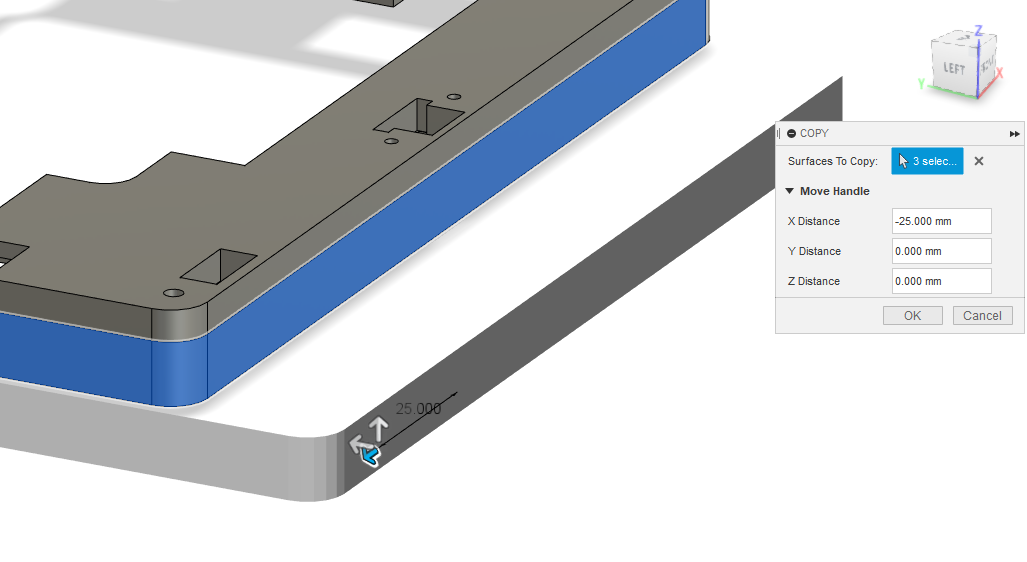 Z
LEFT
X
Y
COPY
Surfaces To Copy:
3 selec...
Move Handle
X Distance
-25.000 mm
Y Distance
0.000 mm
Z Distance
0.000 mm
OK
Cancel
25.000